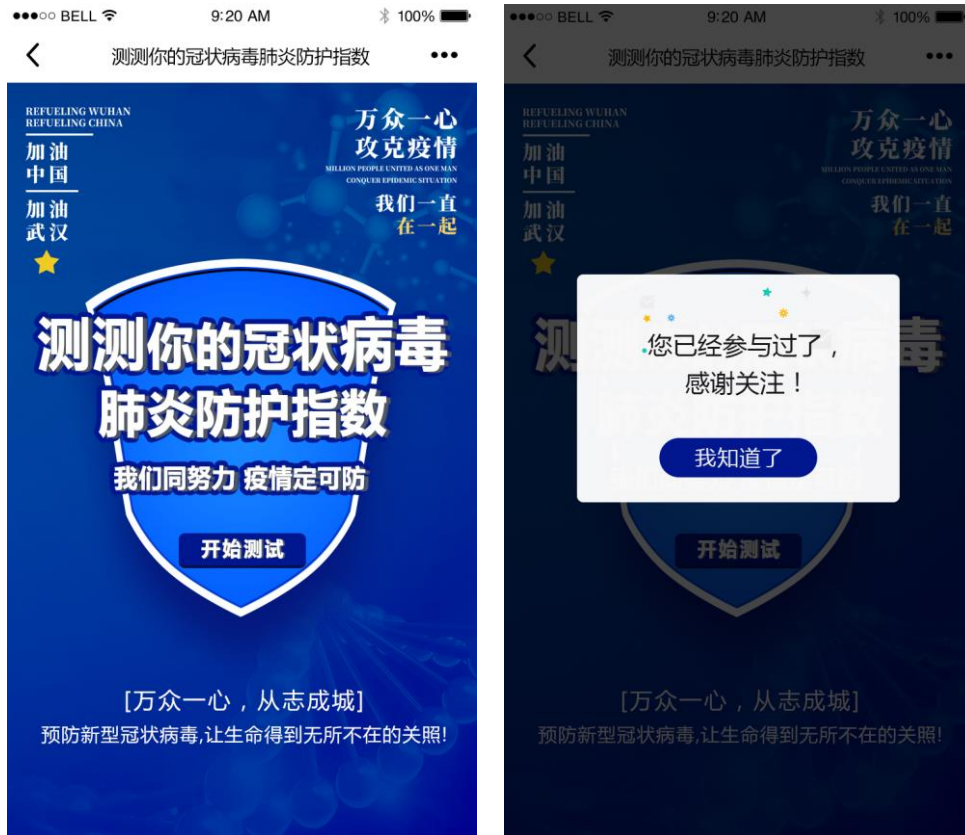 BELL
9:20 AM
100%
测测你的冠状病毒肺炎防护指数
REFUELING WUHAN
REFUELING CHINA
加油
中国
加油
武汉
万众一心
攻克疫情
MILLION PEOPLE UNITED AS ONE MAN
CONQUER EPIDEMIC SITUATION
我们一直
在一起
测测你的冠状病毒
肺炎防护指数
我们同努力 疫情定可防
开始测试
[万众一心，从志成城]
预防新型冠状病毒,让生命得到无所不在的关照!
BELL
9:20 AM
100%
测测你的冠状病毒肺炎防护指数
REFUELING WUHAN
REFUELING CHINA
加油
中国
加油
武汉
万众一心
攻克疫情
MILLION PEOPLE UNITED AS ONE MAN
CONQUER EPIDEMIC SITUATION
我们一直
在一起
您已经参与过了，
感谢关注！
我知道了
开始测试
[万众一心，从志成城]
预防新型冠状病毒,让生命得到无所不在的关照!